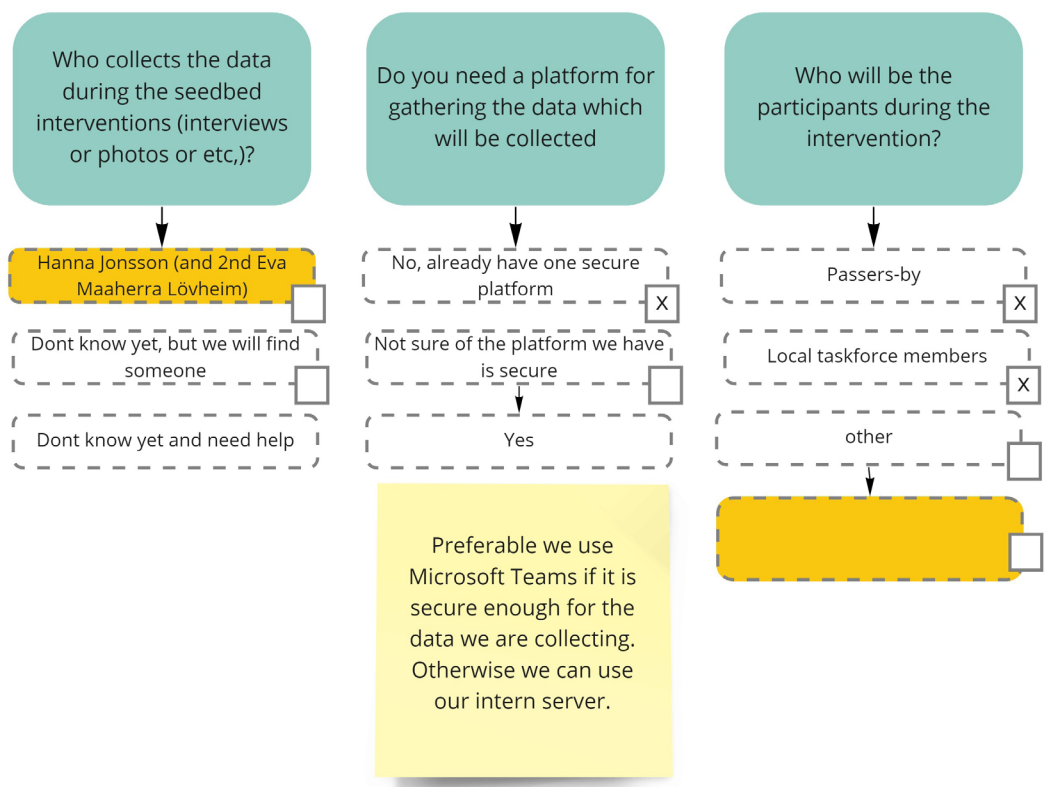 Who collects the data
during the seedbed
interventions (interviews
or photos or etc,)?
Hanna Jonsson (and 2nd Eva
Maaherra Lövheim)
Dont know yet, but we will find
someone
Dont know yet and need help
Do you need a platform for
gathering the data which
will be collected
No, already have one secure
platform
X
Not sure of the platform we have
is secure
Yes
Preferable we use
Microsoft Teams if it is
secure enough for the
data we are collecting.
Otherwise we can use
our intern server.
Who will be the
participants during the
intervention?
Passers-by
X
Local taskforce members
X
other